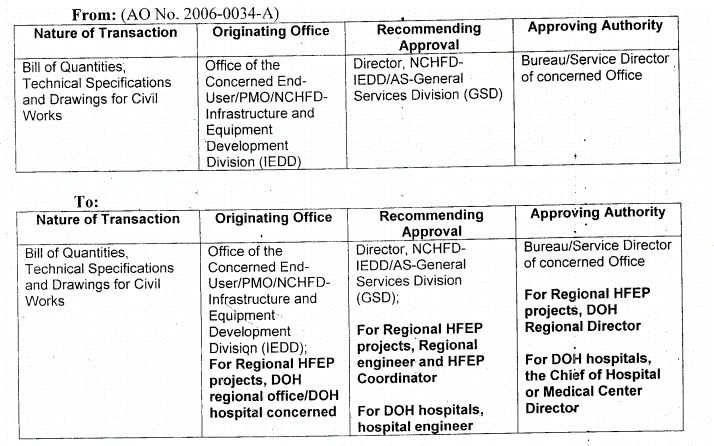 From: (AO No. 2006-0034-A)
Nature of Transaction
Originating Office
Recommending
Approval
Approving Authority
Bill of Quantities,
Technical Specifications
and Drawings for Civil
Works
Office of the
Concerned End-
User/PMO/NCHFD-
Infrastructure and
Equipment
Development
Division (IEDD)
Director, NCHFD-
IEDD/AS-General
Services Division (GSD)
Bureau/Service Director
of concerned Office
To:
Nature of Transaction
Originating Office
Recommending
Approval
Approving Authority
Bill of Quantities,
Technical Specifications
and Drawings for Civil
Works
Office of the
Concerned End-
User/PMO/NCHFD-
Infrastructure and
Equipment
Development
Division (IEDD);
For Regional HFEP
projects, DOH
regional office/DOH
hospital concerned
Director, NCHFD-
IEDD/AS-General
Services Division
(GSD);
For Regional HFEP
projects, Regional
engineer and HFEP
Coordinator
For DOH hospitals,
hospital engineer
Bureau/Service Director
of concerned Office
For Regional HFEP
projects, DOH
Regional Director
For DOH hospitals,
the Chief of Hospital
or Medical Center
Director